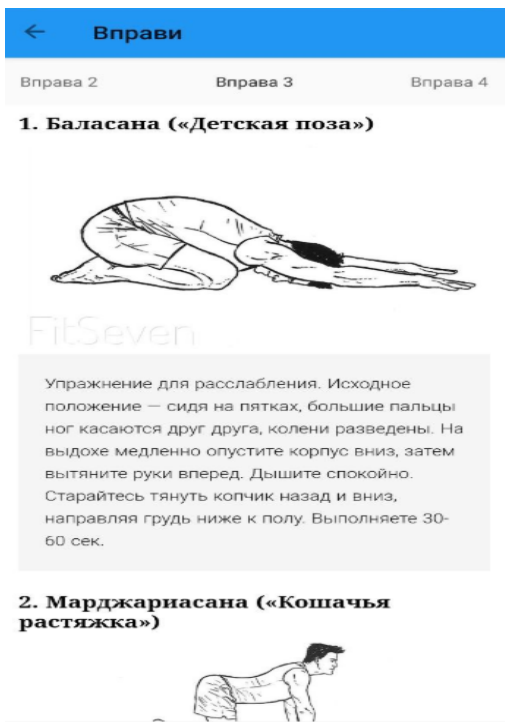 Вправи
Вправа 2 Вправа 3 Вправа 4
1. Баласана («Детская поза»)
FitSeven
Упражнение для расслабления. Исходное
положение — сидя на пятках, большие пальцы
ног касаются друг друга, колени разведены. На
выдохе медленно опустите корпус вниз, затем
вытяните руки вперед. Дышите спокойно.
Старайтесь тянуть копчик назад и вниз,
направляя грудь ниже к полу. Выполняете 30-
60 сек.
2. Марджариасана («Кошачья
растяжка»)